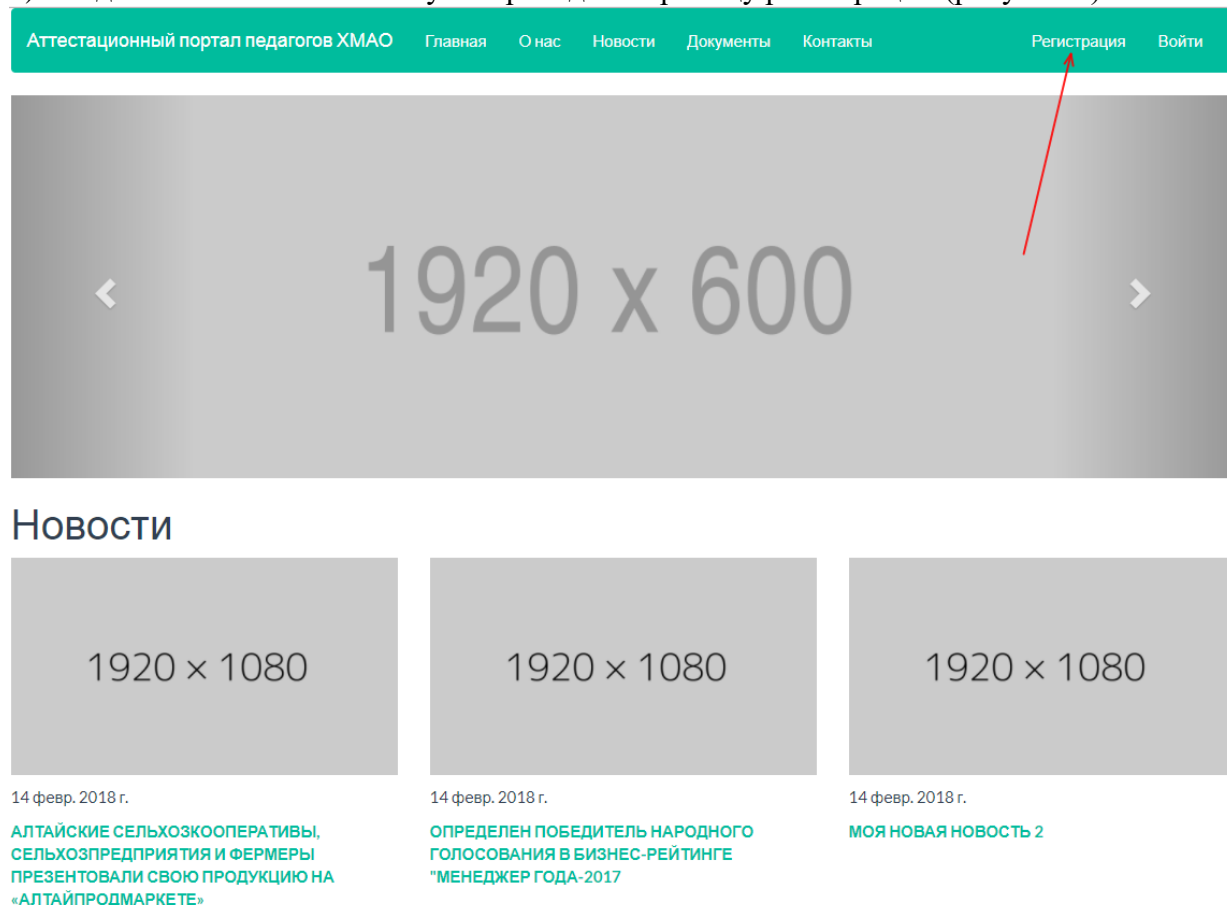 Аттестационный портал педагогов ХМАО Главная О нас Новости Документы Контакты Регистрация Войти
1920 x 600
Новости
1920 × 1080 1920 × 1080 1920 × 1080
14 февр. 2018 г. 14 февр. 2018 г. 14 февр. 2018 г.
АЛТАЙСКИЕ СЕЛЬХОЗКООПЕРАТИВЫ,
СЕЛЬХОЗПРЕДПРИЯТИЯ И ФЕРМЕРЫ
ПРЕЗЕНТОВАЛИ СВОЮ ПРОДУКЦИЮ НА
«АЛТАЙПРОДМАРКЕТЕ»
ОПРЕДЕЛЕН ПОБЕДИТЕЛЬ НАРОДНОГО
ГОЛОСОВАНИЯ В БИЗНЕС-РЕЙТИНГЕ
"МЕНЕДЖЕР ГОДА-2017
МОЯ НОВАЯ НОВОСТЬ 2